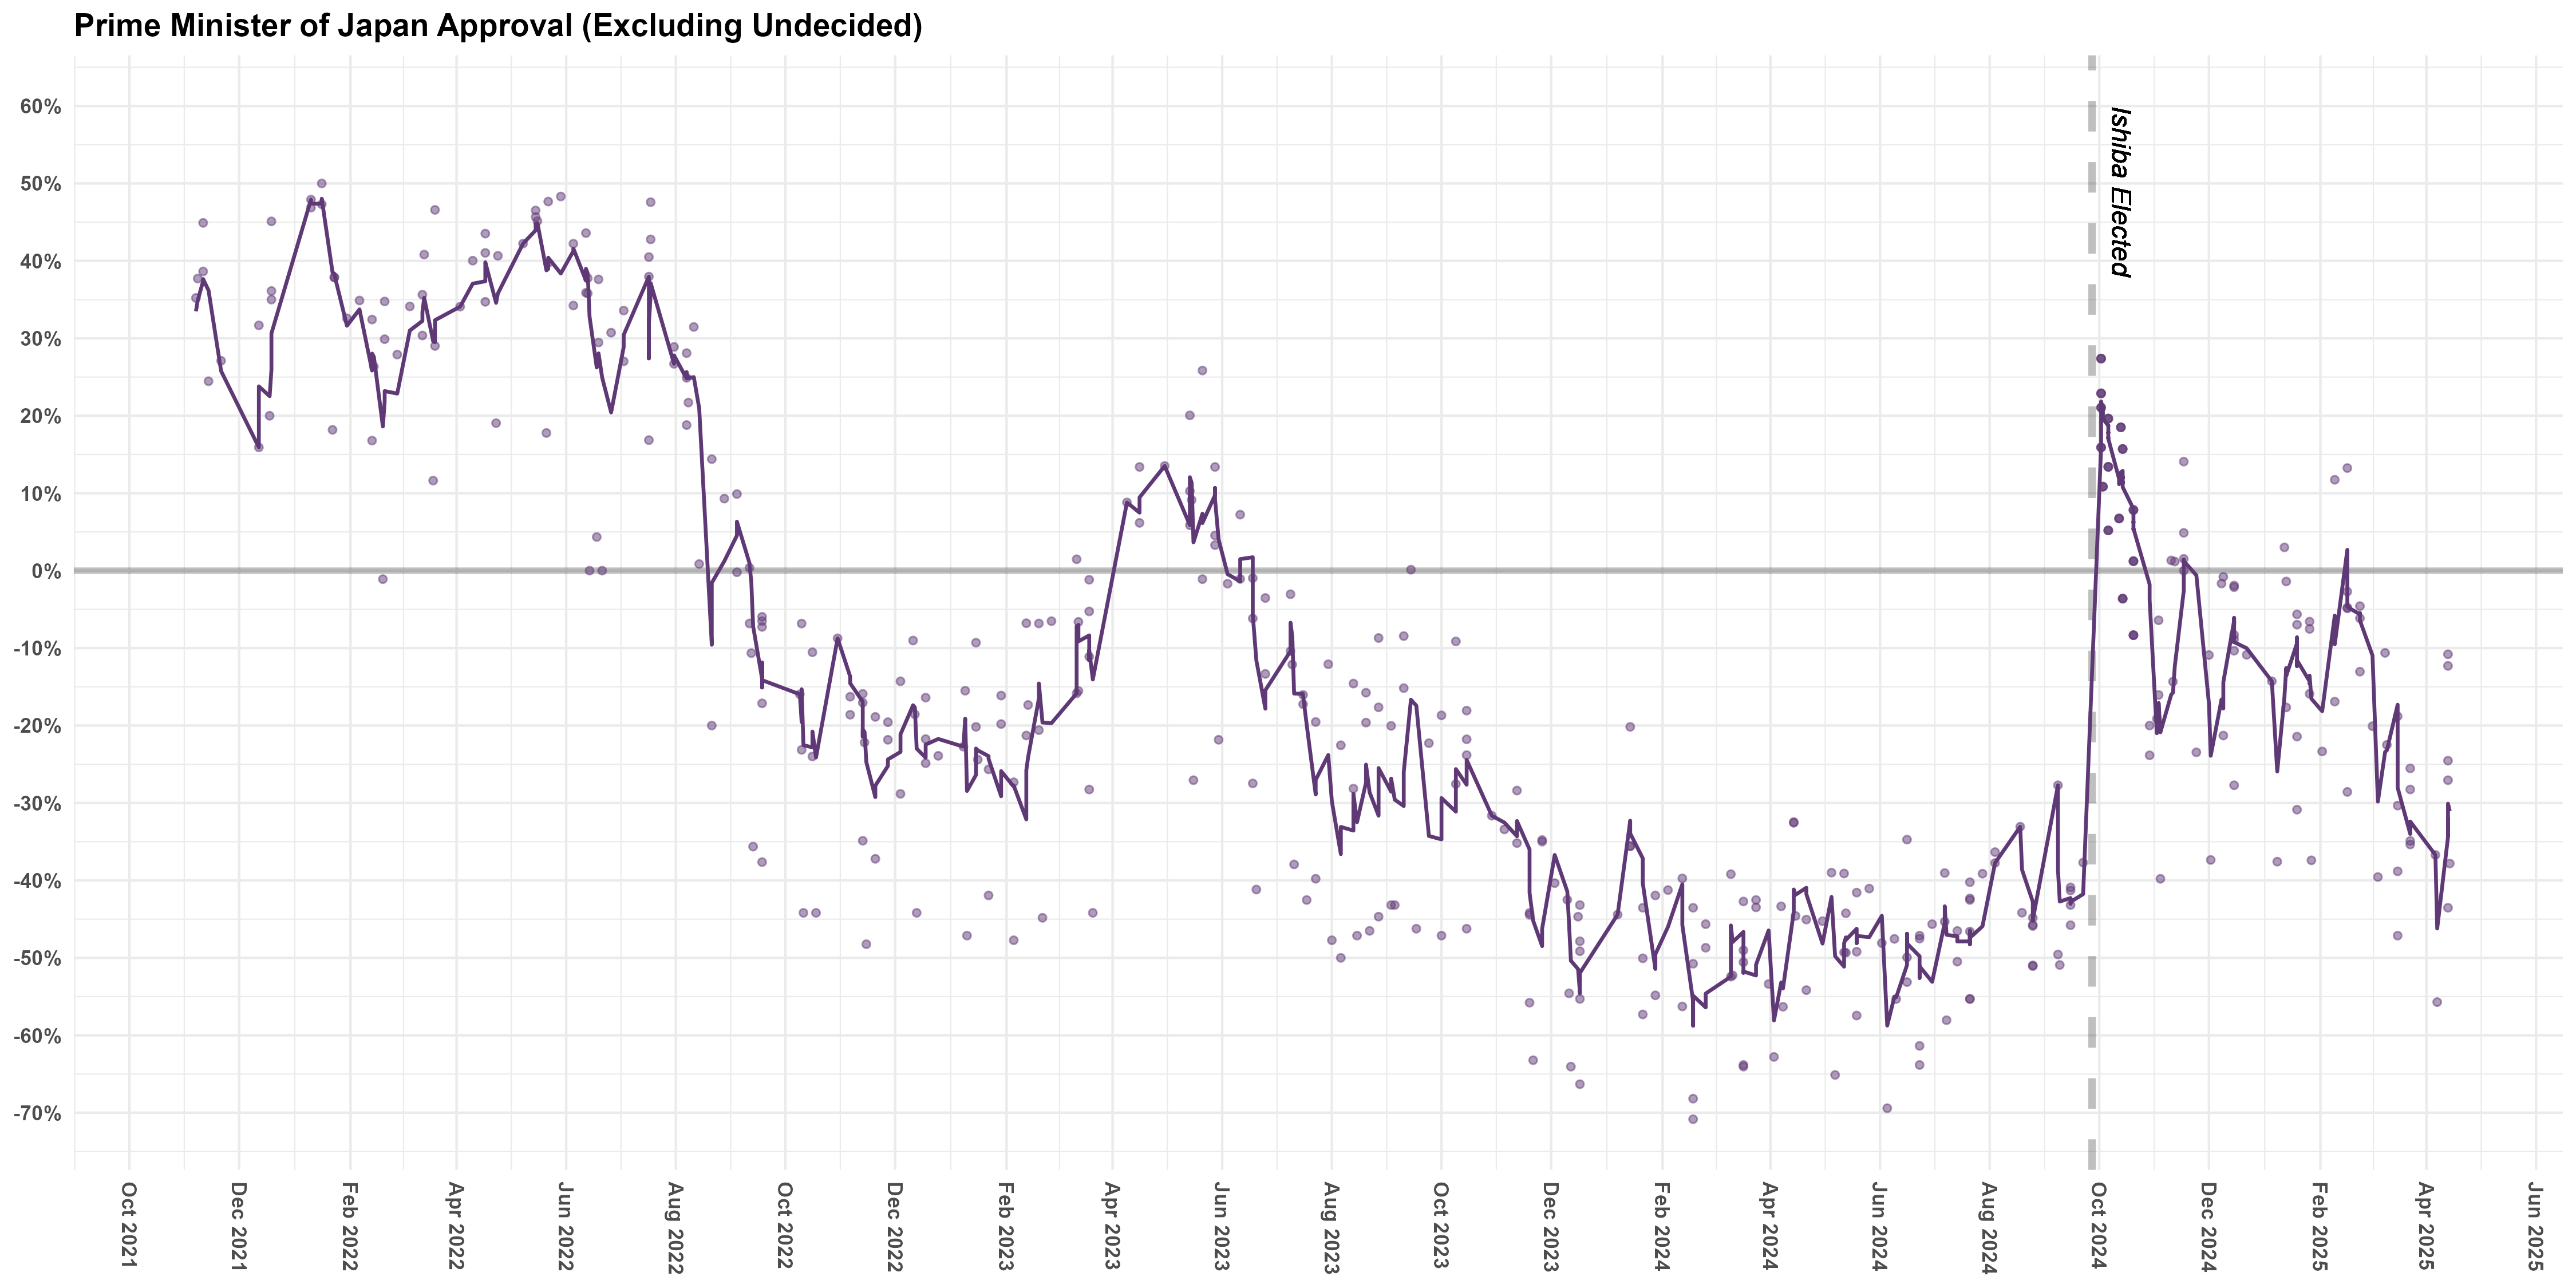 Prime Minister of Japan Approval (Excluding Undecided)
60%
50%
40%
30%
20%
10%
0%
-10%
-20%
-30%
-40%
-50%
-60%
-70%
Ishiba Elected
Oct 2021
Dec 2021
Feb 2022
Apr 2022
Jun 2022
Aug 2022
Oct 2022
Dec 2022
Feb 2023
Apr 2023
Jun 2023
Aug 2023
Oct 2023
Dec 2023
Feb 2024
Apr 2024
Jun 2024
Aug 2024
Oct 2024
Dec 2024
Feb 2025
Apr 2025
Jun 2025